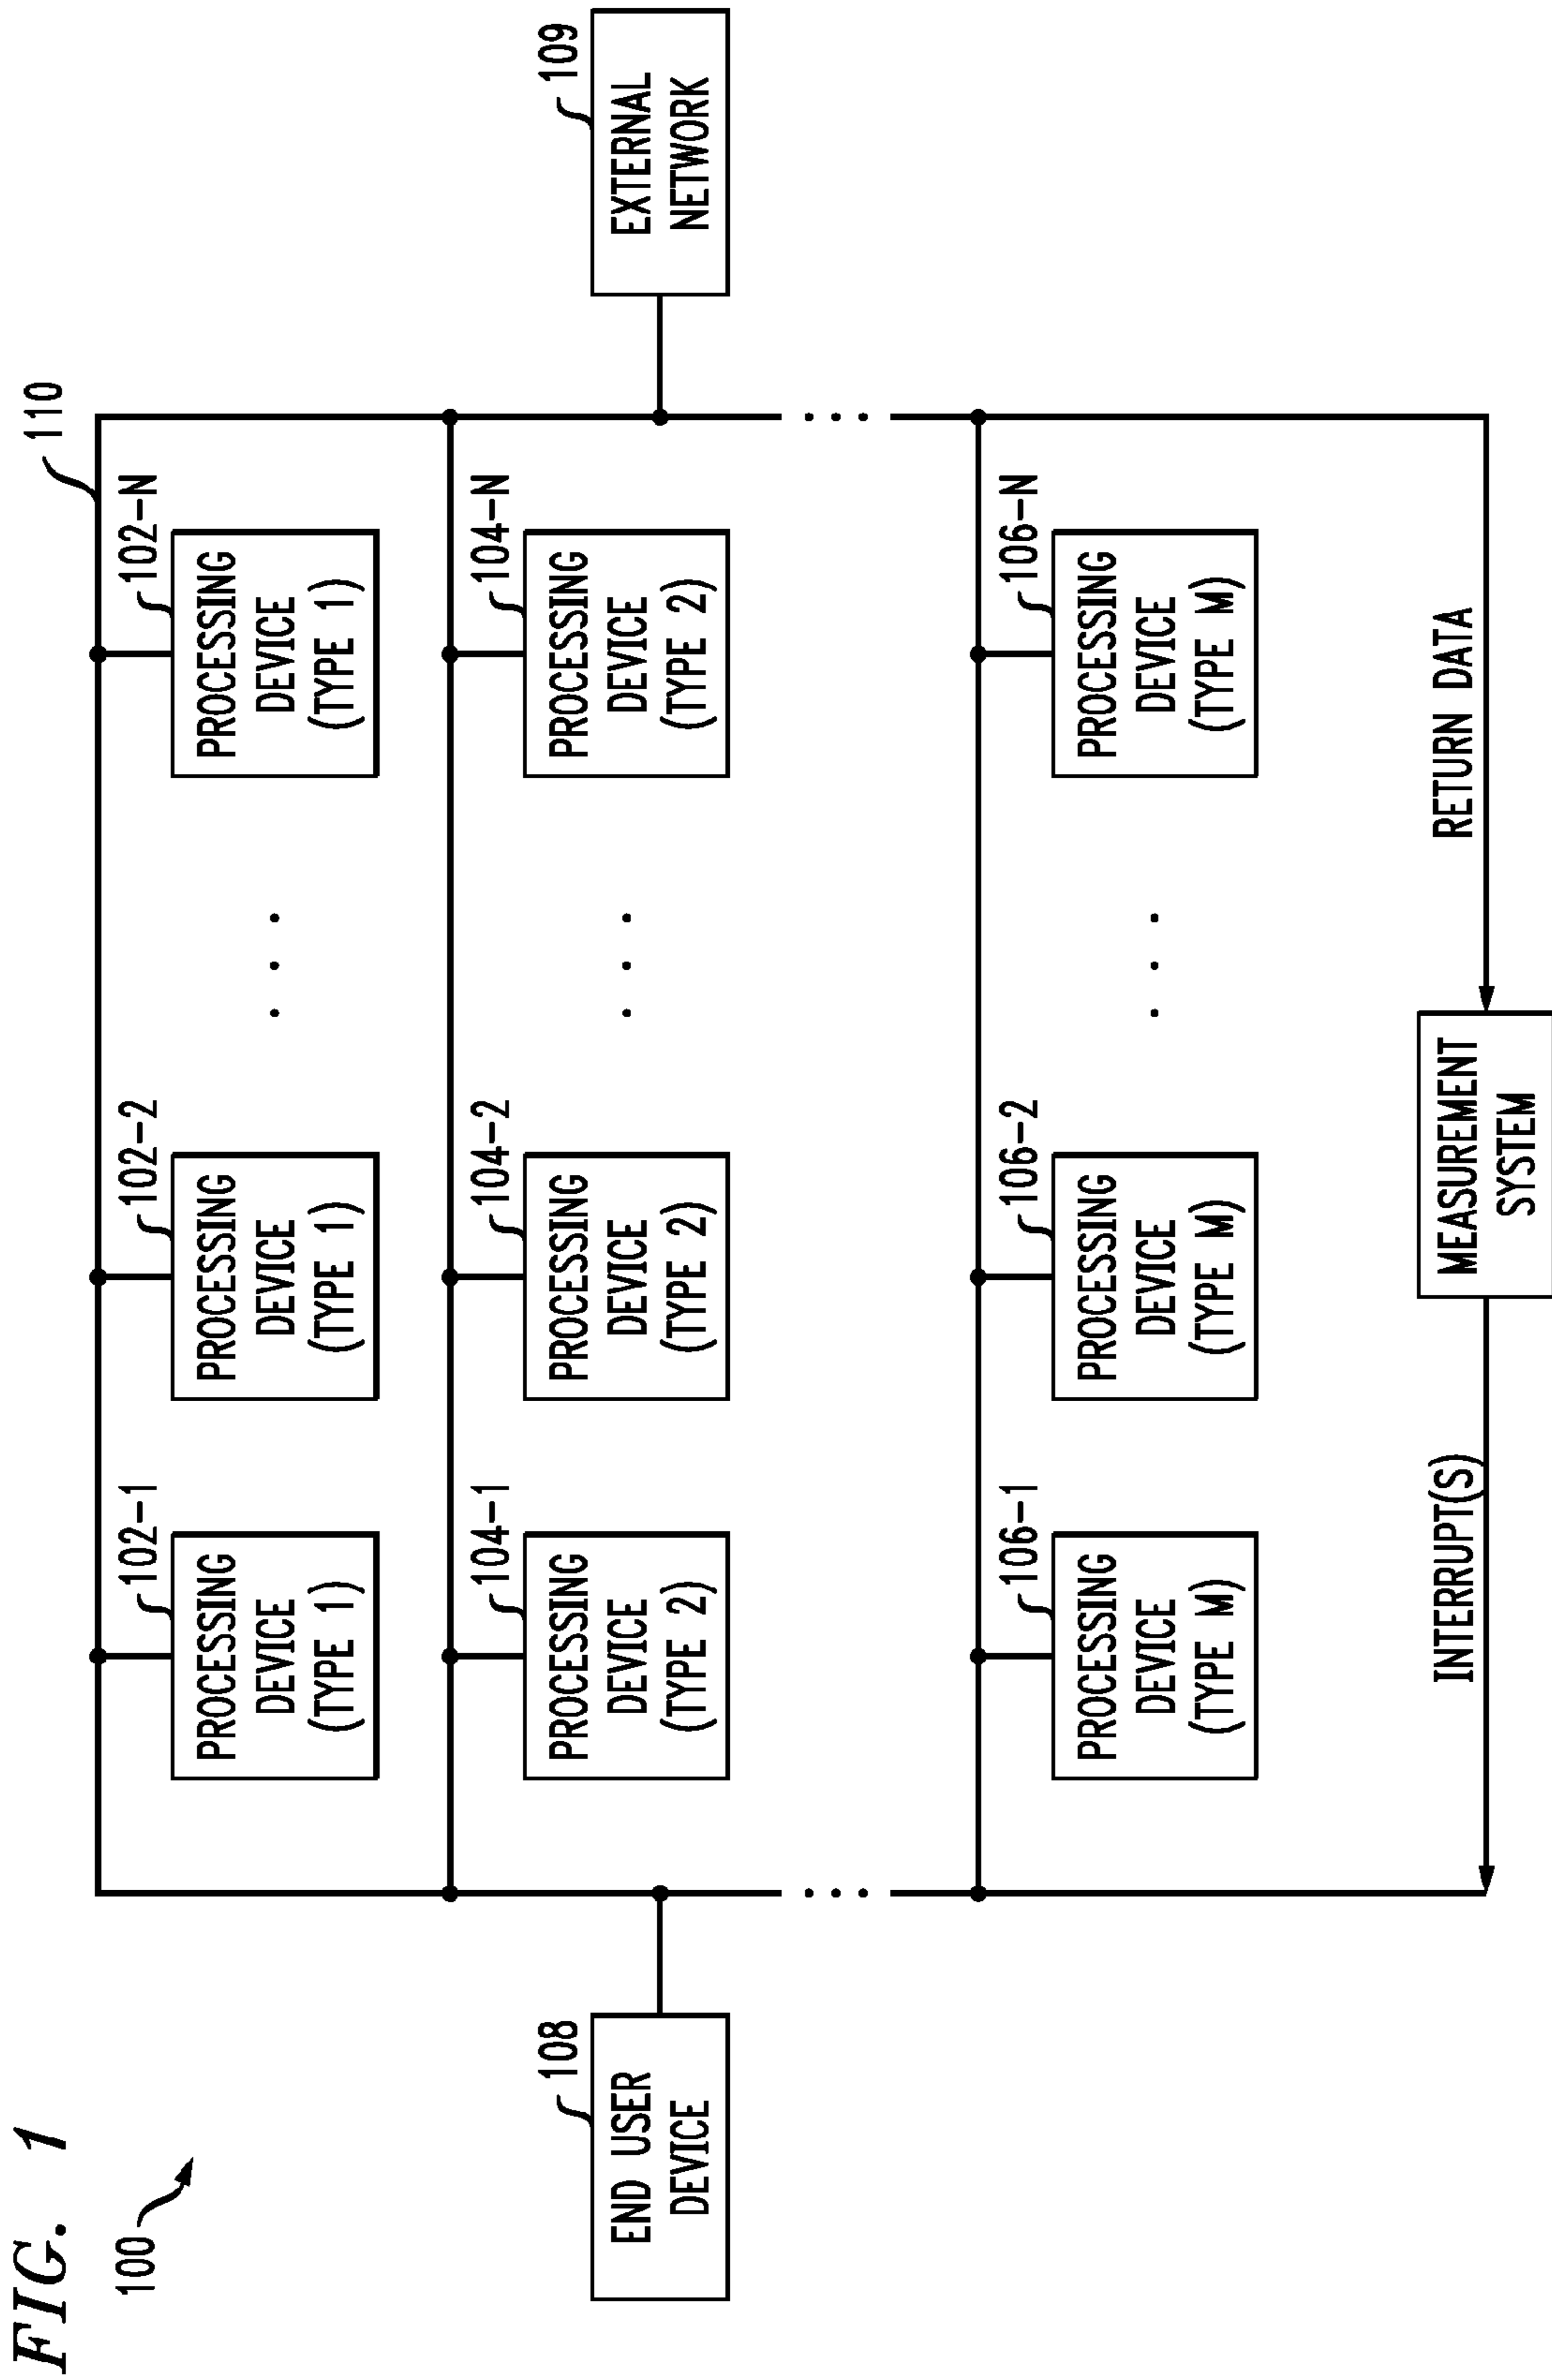 FIG. 1
100
110
102-1
PROCESSING
DEVICE
(TYPE 1)
102-2
PROCESSING
DEVICE
(TYPE 1)
102-N
PROCESSING
DEVICE
(TYPE 1)
104-1
PROCESSING
DEVICE
(TYPE 2)
104-2
PROCESSING
DEVICE
(TYPE 2)
104-N
PROCESSING
DEVICE
(TYPE 2)
108
END USER
DEVICE
109
EXTERNAL
NETWORK
106-1
PROCESSING
DEVICE
(TYPE M)
106-2
PROCESSING
DEVICE
(TYPE M)
106-N
PROCESSING
DEVICE
(TYPE M)
INTERRUPT(S)
MEASUREMENT
SYSTEM
RETURN DATA